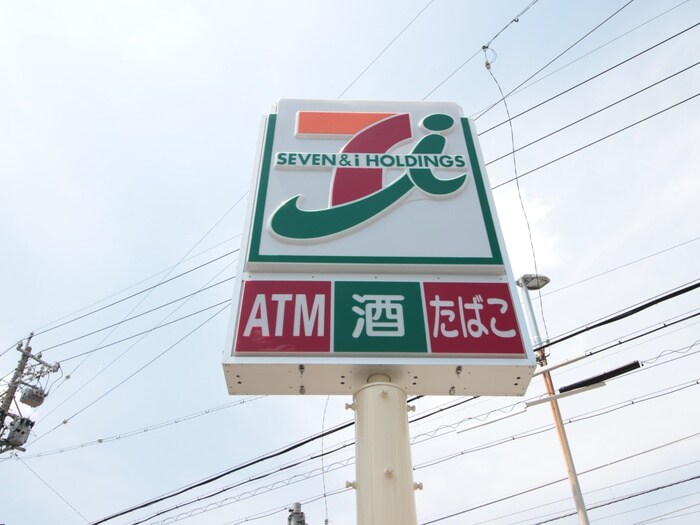 SEVEN & i HOLDINGS
ATM 酒 たばこ